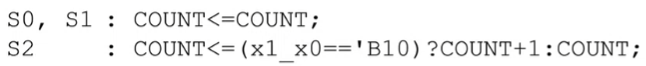 S0, S1 : COUNT<=COUNT;
S2     : COUNT<=(x1_x0=='B10)?COUNT+1:COUNT;